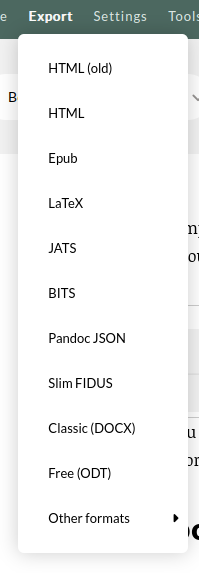 e Export Settings Tools
B
HTML (old)
HTML
Epub
LaTeX
JATS
BITS
Pandoc JSON
Slim FIDUS
Classic (DOCX)
Free (ODT)
Other formats